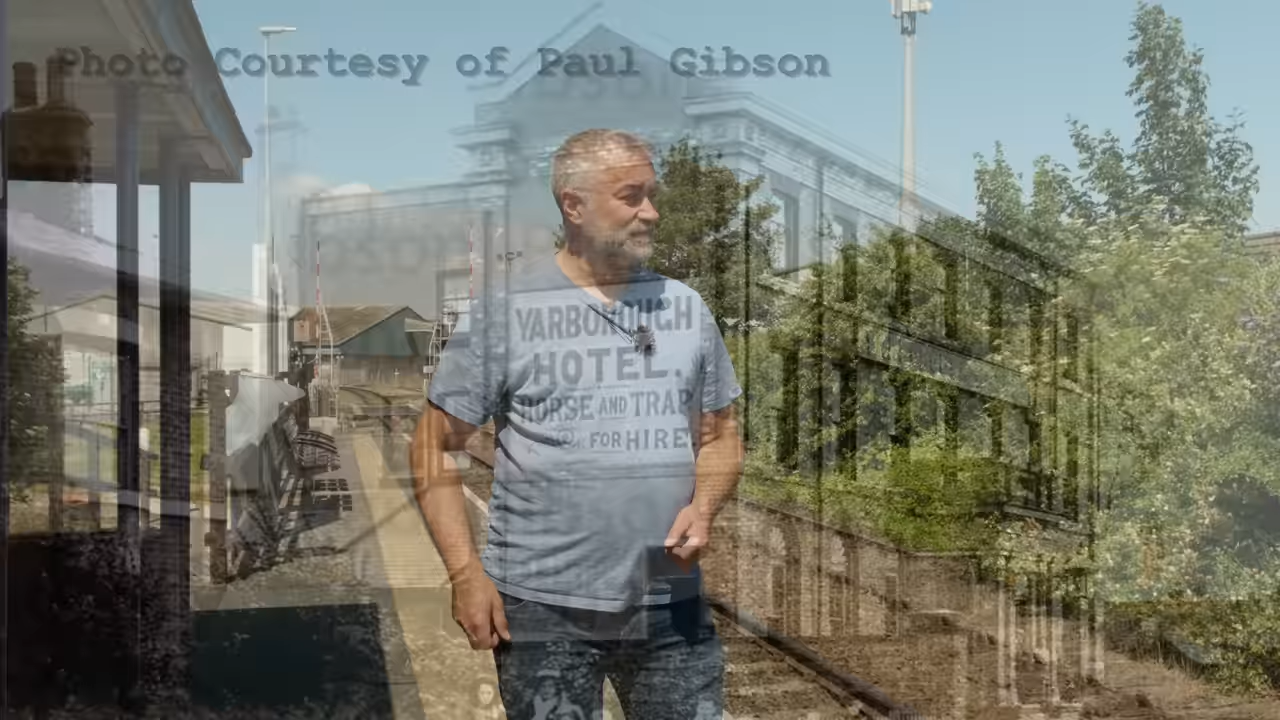 Photo Courtesy of Paul Gibson
YARBOROUGH
HOTEL.
HORSE AND TRAP
FOR HIRE.